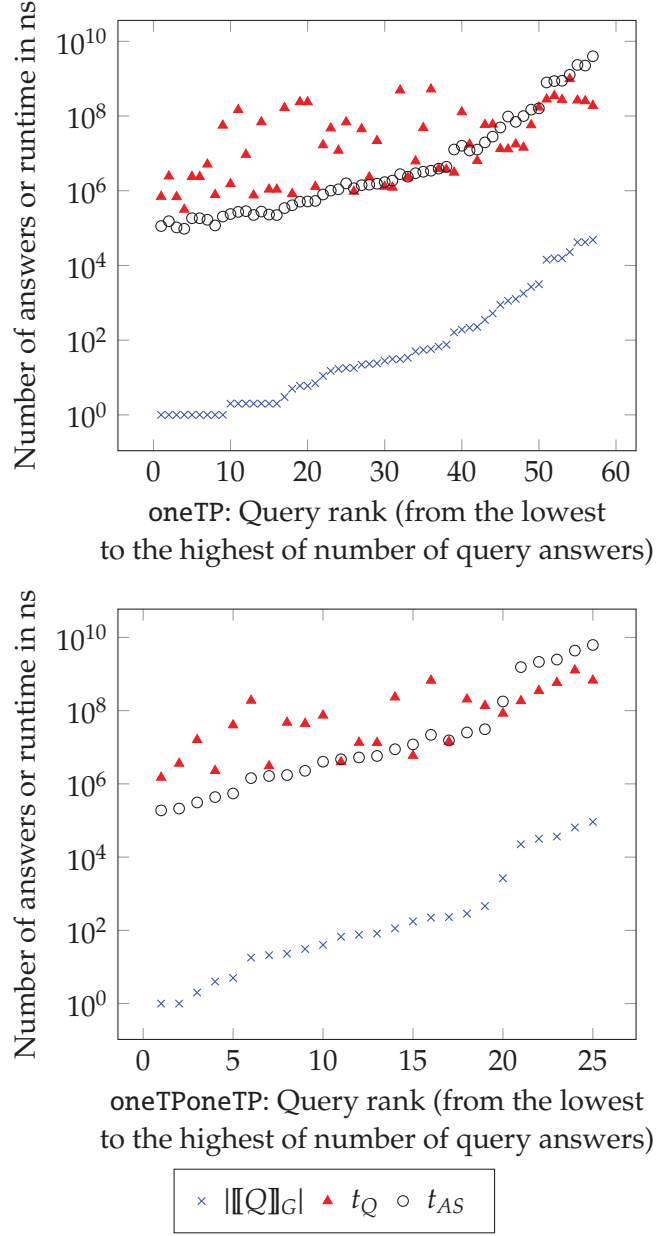 Number of answers or runtime in ns
10^10
10^8
10^6
10^4
10^2
10^0
0 10 20 30 40 50 60
oneTP: Query rank (from the lowest
to the highest of number of query answers)
Number of answers or runtime in ns
10^10
10^8
10^6
10^4
10^2
10^0
0 5 10 15 20 25
oneTPoneTP: Query rank (from the lowest
to the highest of number of query answers)
|⟦Q⟧_G| t_Q t_AS